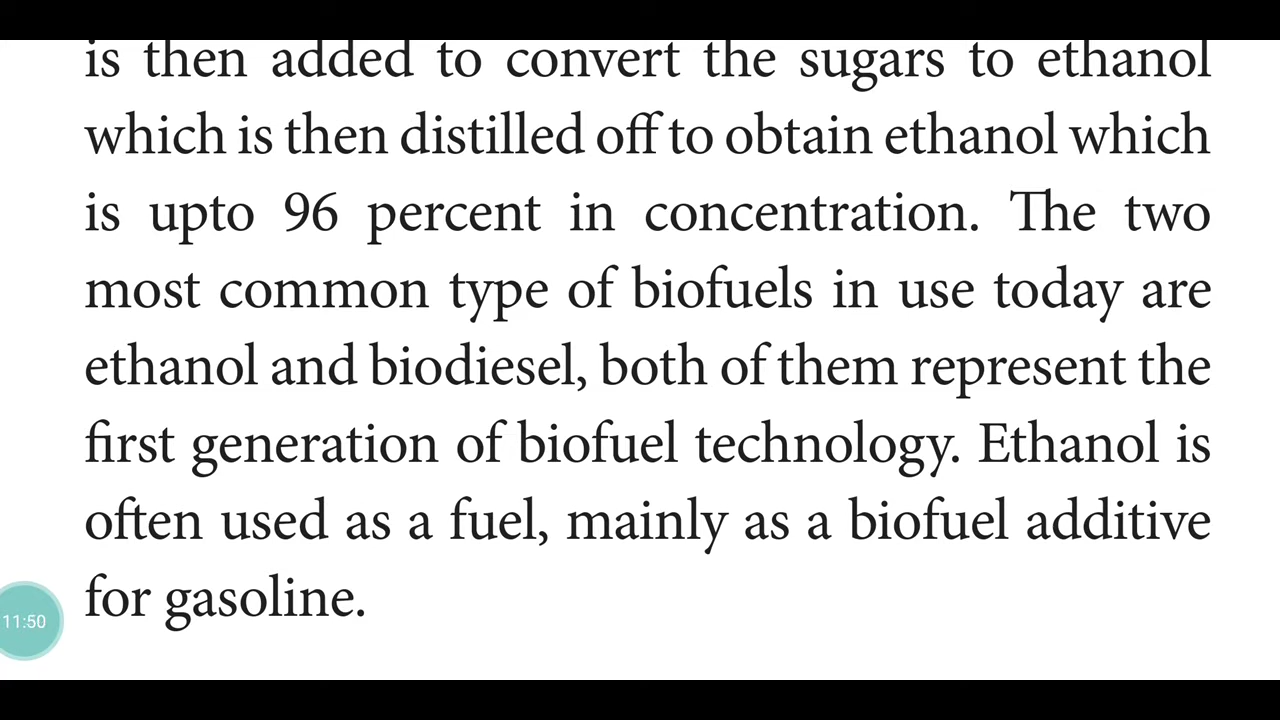 is then added to convert the sugars to ethanol
which is then distilled off to obtain ethanol which
is upto 96 percent in concentration. The two
most common type of biofuels in use today are
ethanol and biodiesel, both of them represent the
first generation of biofuel technology. Ethanol is
often used as a fuel, mainly as a biofuel additive
for gasoline.
11:50